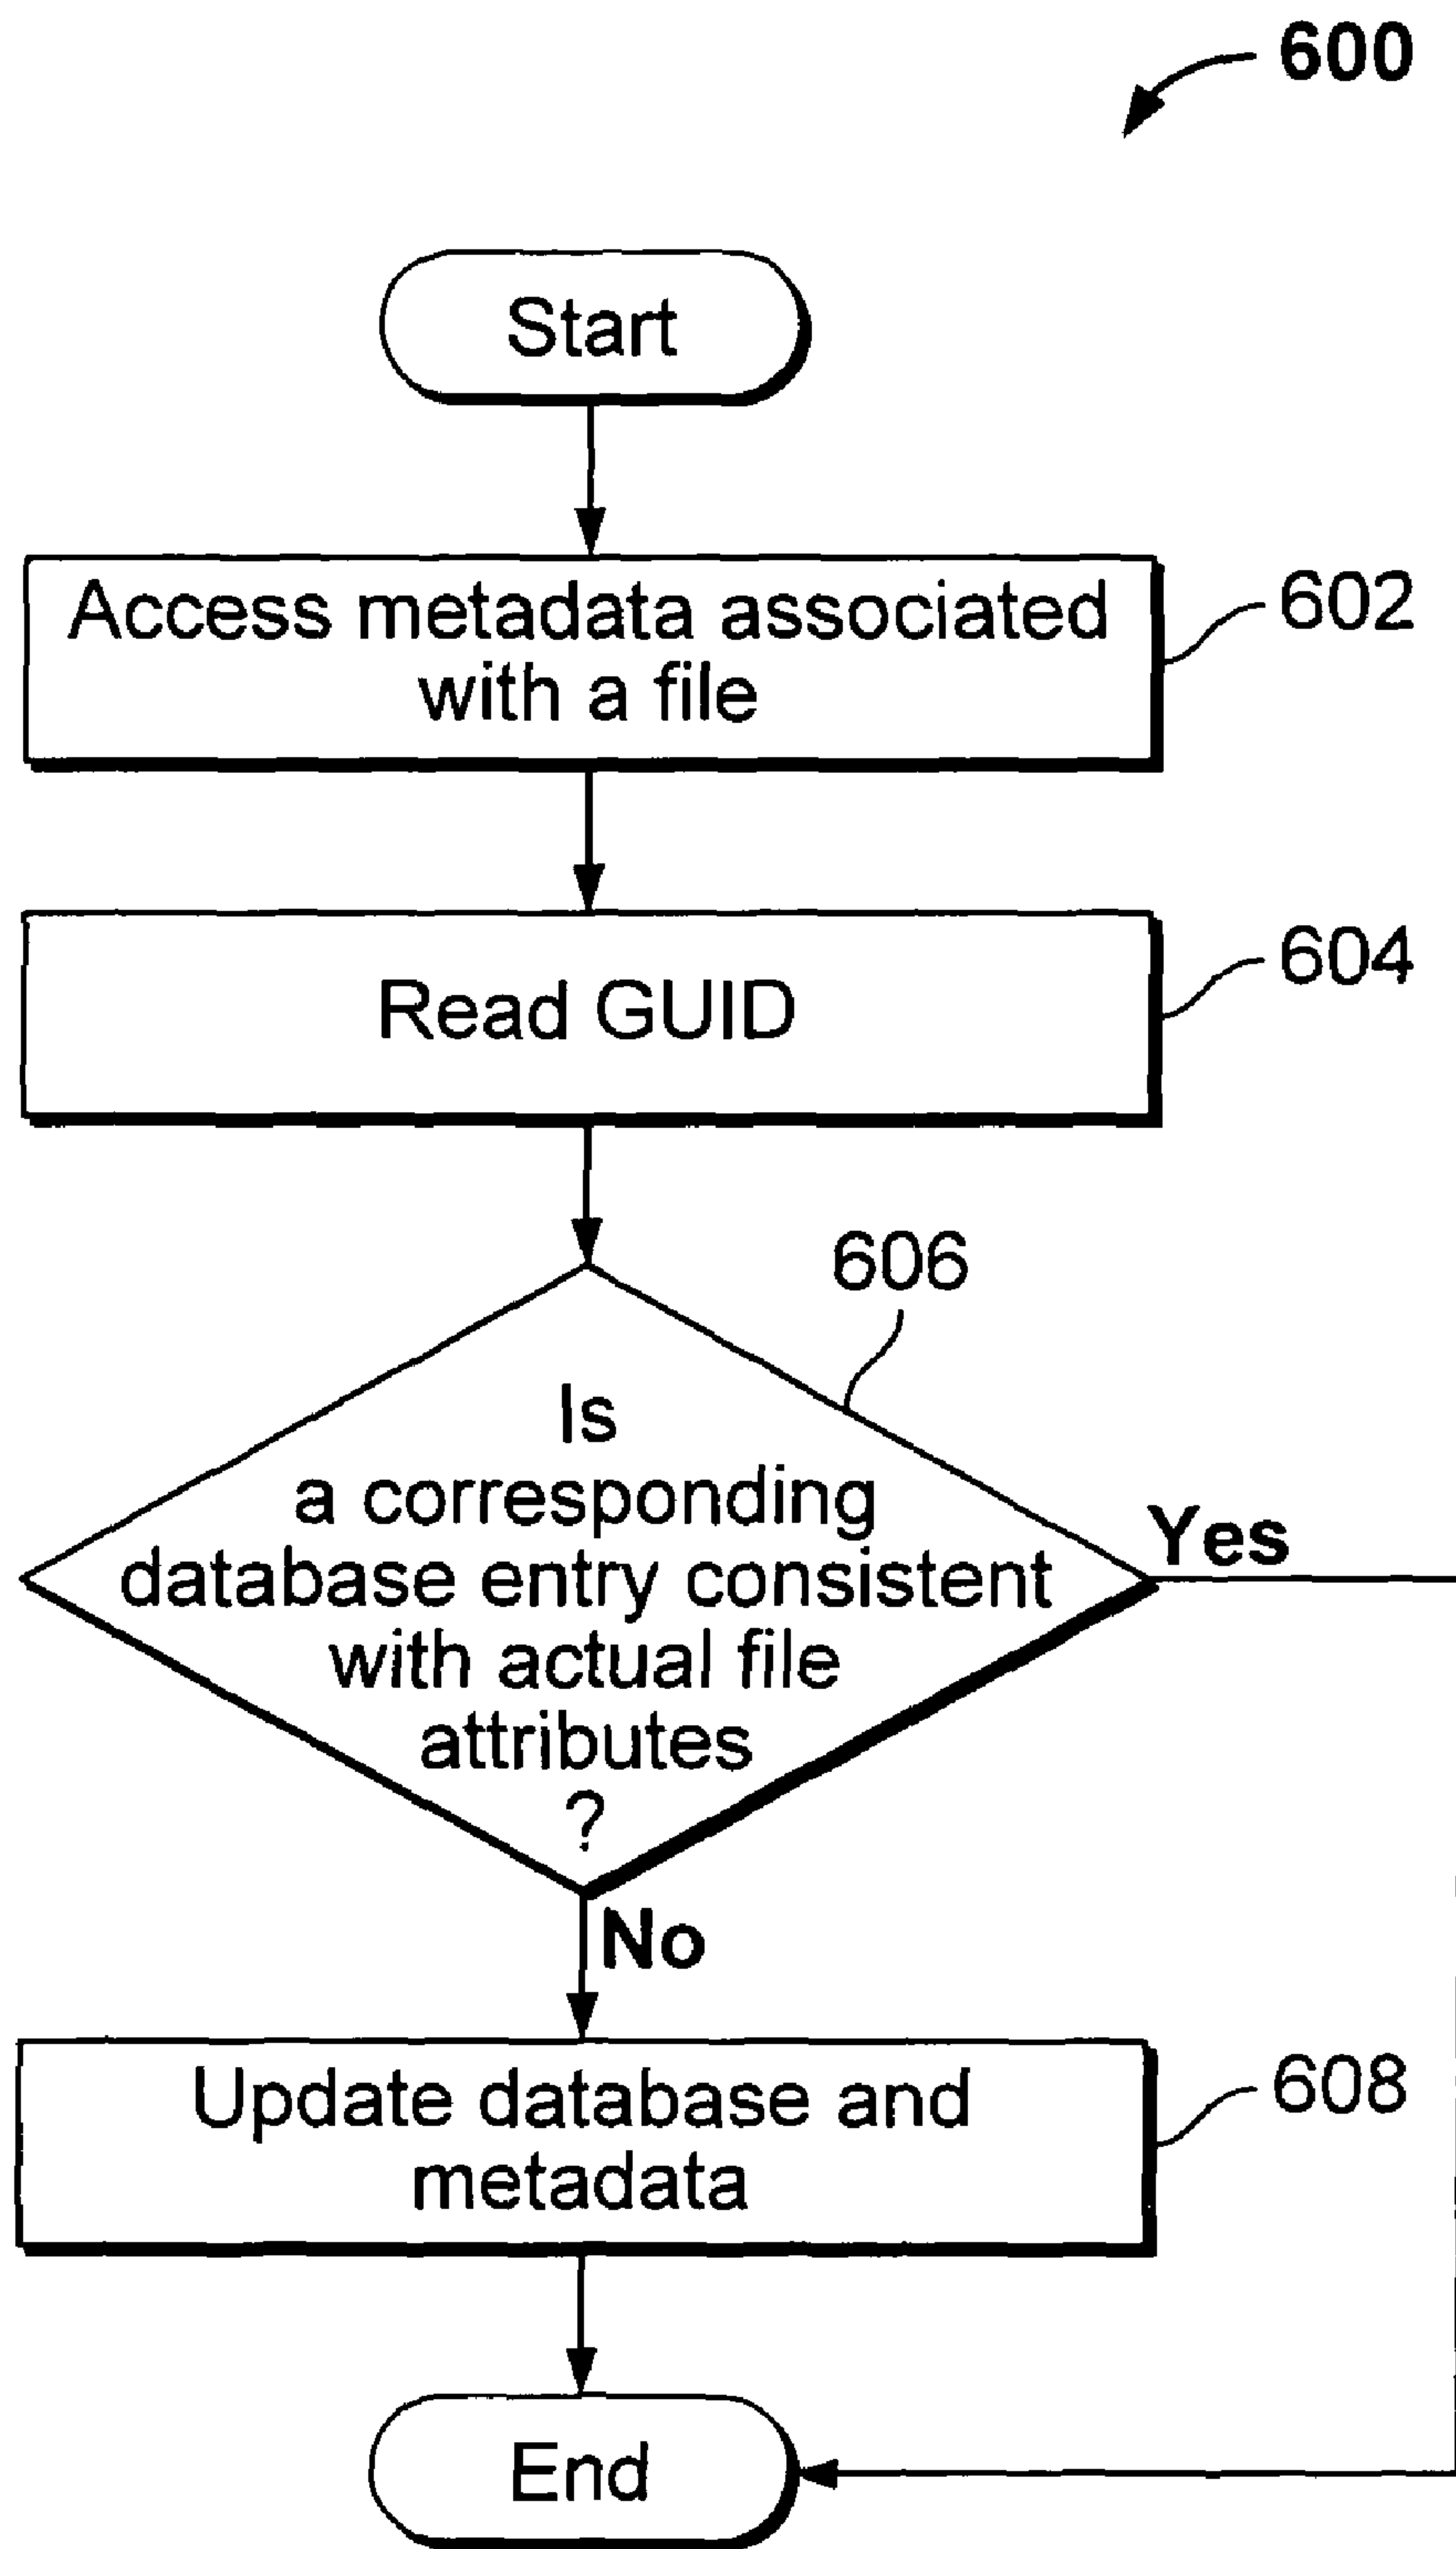 600
Start
Access metadata associated
with a file
602
Read GUID
604
606
Is
a corresponding
database entry consistent
with actual file
attributes
?
Yes
No
Update database and
metadata
608
End